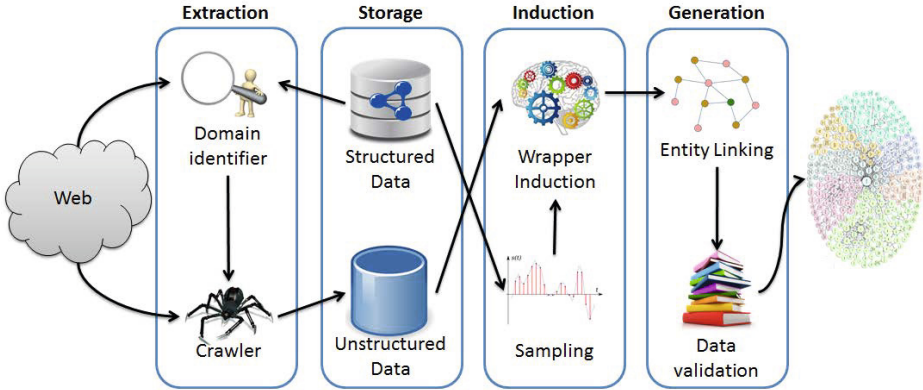 Extraction
Storage
Induction
Generation
Web
Domain
identifier
Crawler
Structured
Data
Unstructured
Data
Wrapper
Induction
Sampling
Entity Linking
Data
validation